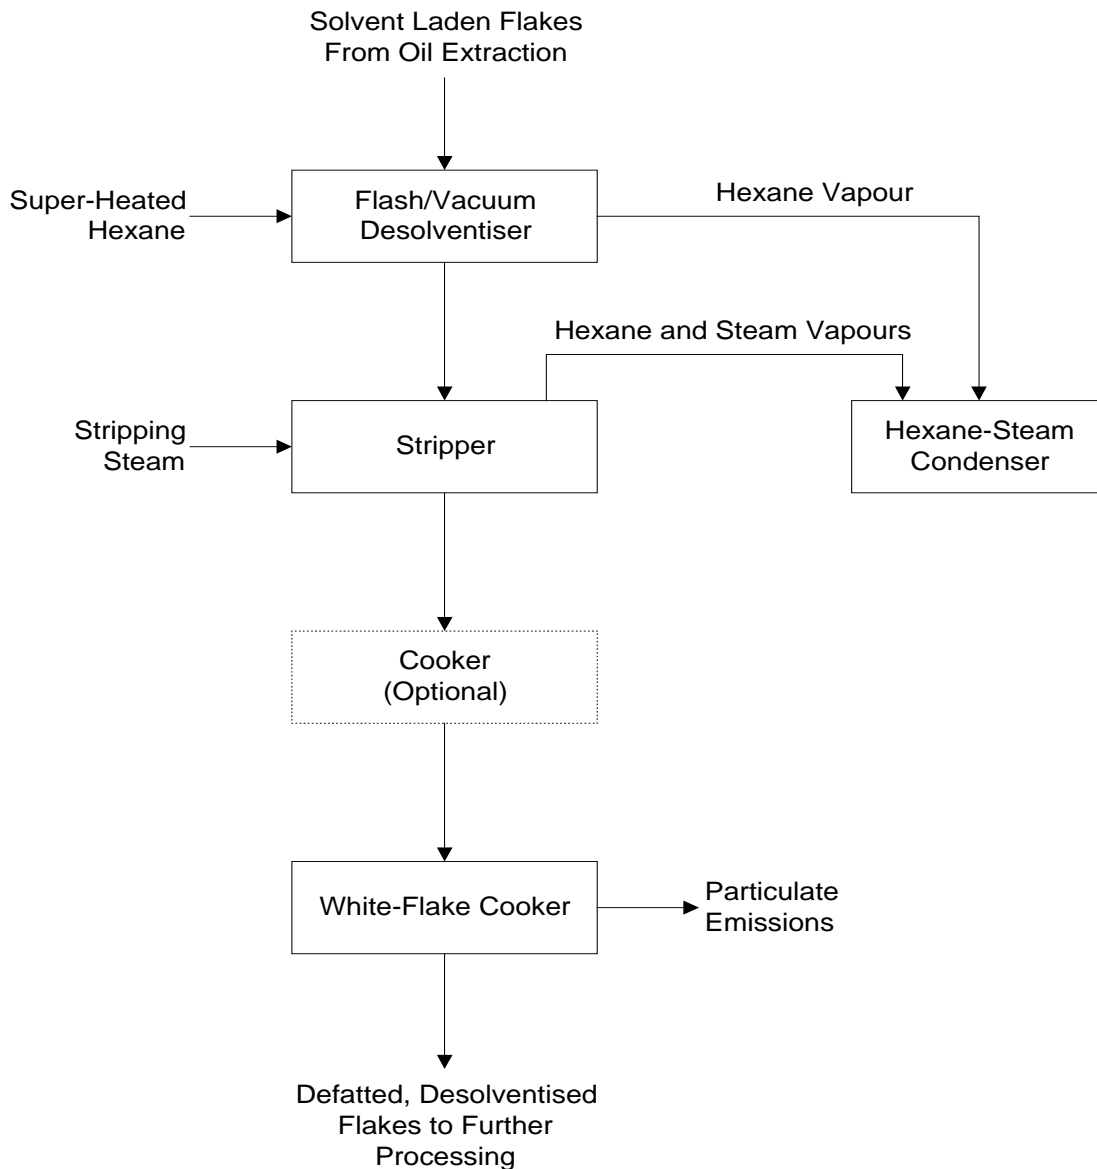 Solvent Laden Flakes
From Oil Extraction
Super-Heated
Hexane
Flash/Vacuum
Desolventiser
Hexane Vapour
Hexane and Steam Vapours
Stripping
Steam
Stripper
Hexane-Steam
Condenser
Cooker
(Optional)
White-Flake Cooker
Particulate
Emissions
Defatted, Desolventised
Flakes to Further
Processing